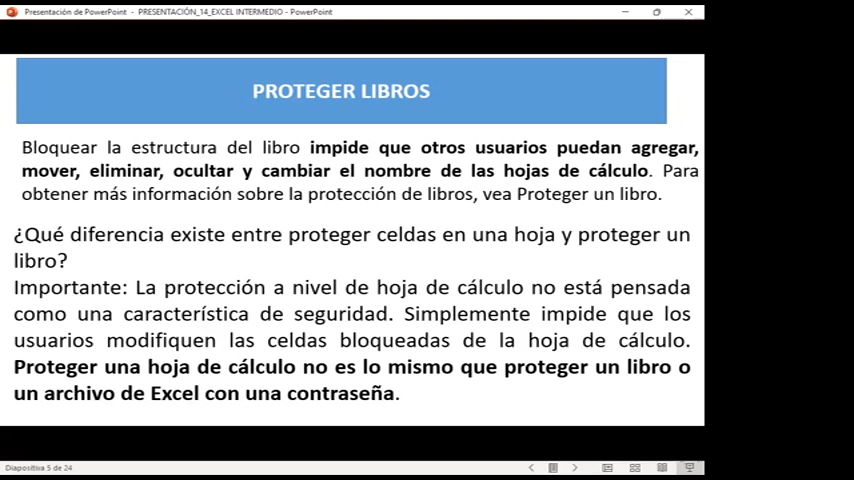 Presentación de PowerPoint - PRESENTACIÓN_14_EXCEL INTERMEDIO - PowerPoint
PROTEGER LIBROS
Bloquear la estructura del libro impide que otros usuarios puedan agregar,
mover, eliminar, ocultar y cambiar el nombre de las hojas de cálculo. Para
obtener más información sobre la protección de libros, vea Proteger un libro.
¿Qué diferencia existe entre proteger celdas en una hoja y proteger un
libro?
Importante: La protección a nivel de hoja de cálculo no está pensada
como una característica de seguridad. Simplemente impide que los
usuarios modifiquen las celdas bloqueadas de la hoja de cálculo.
Proteger una hoja de cálculo no es lo mismo que proteger un libro o
un archivo de Excel con una contraseña.
Diapositiva 5 de 24